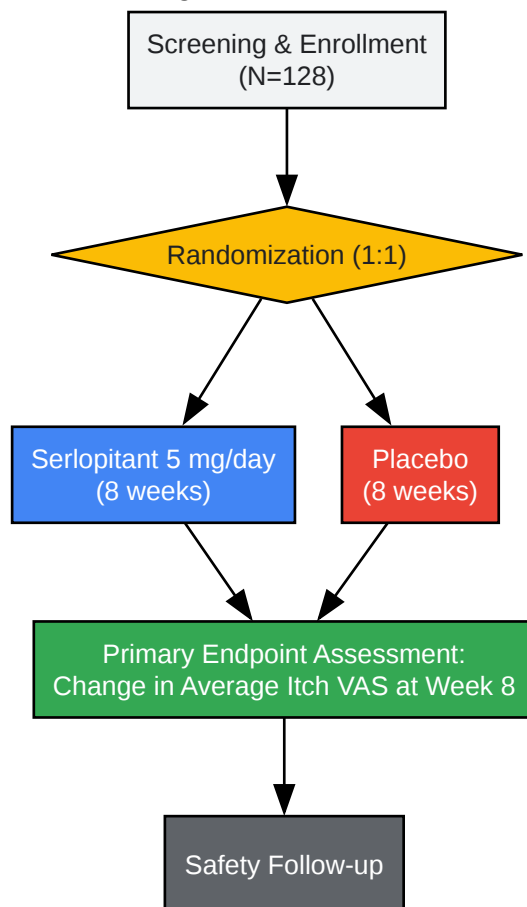 Screening & Enrollment
(N=128)
Randomization (1:1)
Serlopitant 5 mg/day
(8 weeks)
Placebo
(8 weeks)
Primary Endpoint Assessment:
Change in Average Itch VAS at Week 8
Safety Follow-up